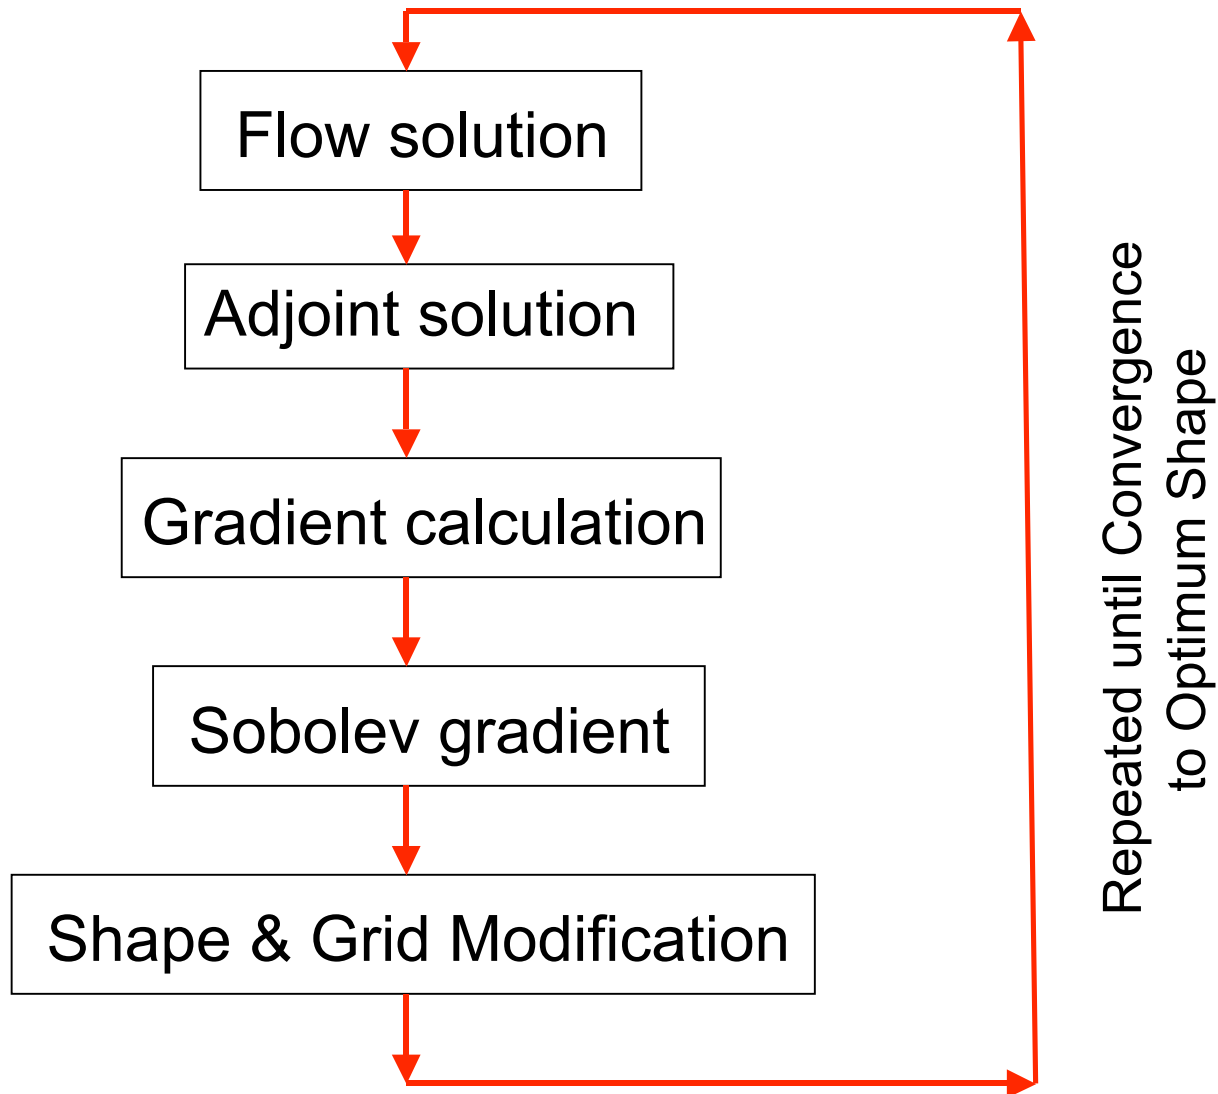 Flow solution
Adjoint solution
Gradient calculation
Sobolev gradient
Shape & Grid Modification
Repeated until Convergence
to Optimum Shape